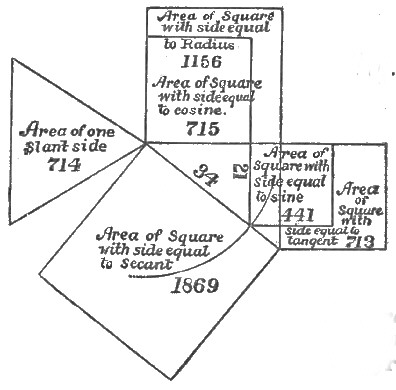 Area of Square
with side equal
to Radius
1156
Area of Square
with side equal
to cosine.
715
Area of one
Slant side
714
34
21
Area of
Square with
side equal
to sine
441
Area
of
Square
with
side equal to
tangent 713
Area of Square
with side equal
to Secant
1869